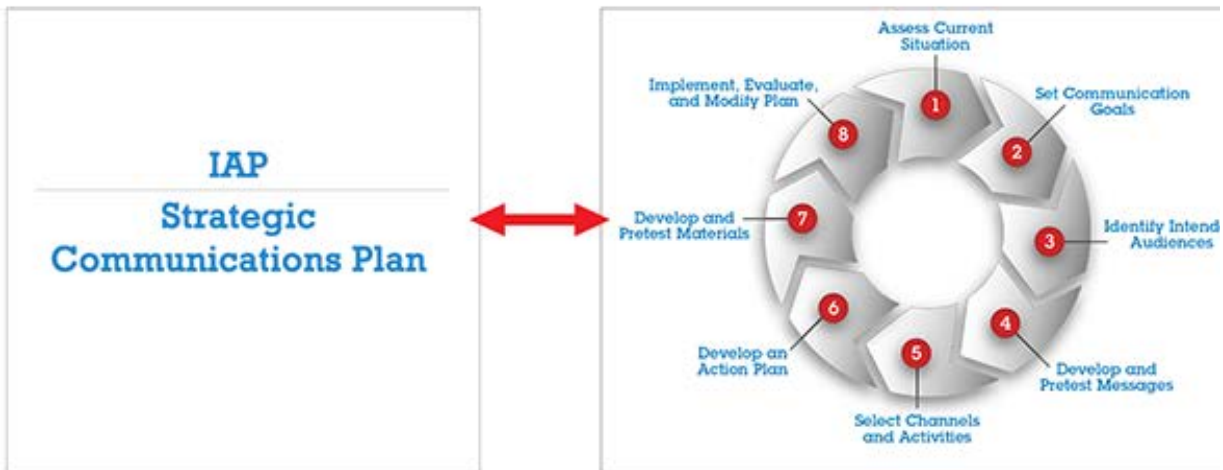 IAP
Strategic
Communications Plan
Assess Current
Situation
1
Set Communication
Goals
2
Identify Intend
Audiences
3
Develop and
Pretest Messages
4
Select Channels
and Activities
5
Develop an
Action Plan
6
Develop and
Pretest Materials
7
Implement, Evaluate,
and Modify Plan
8